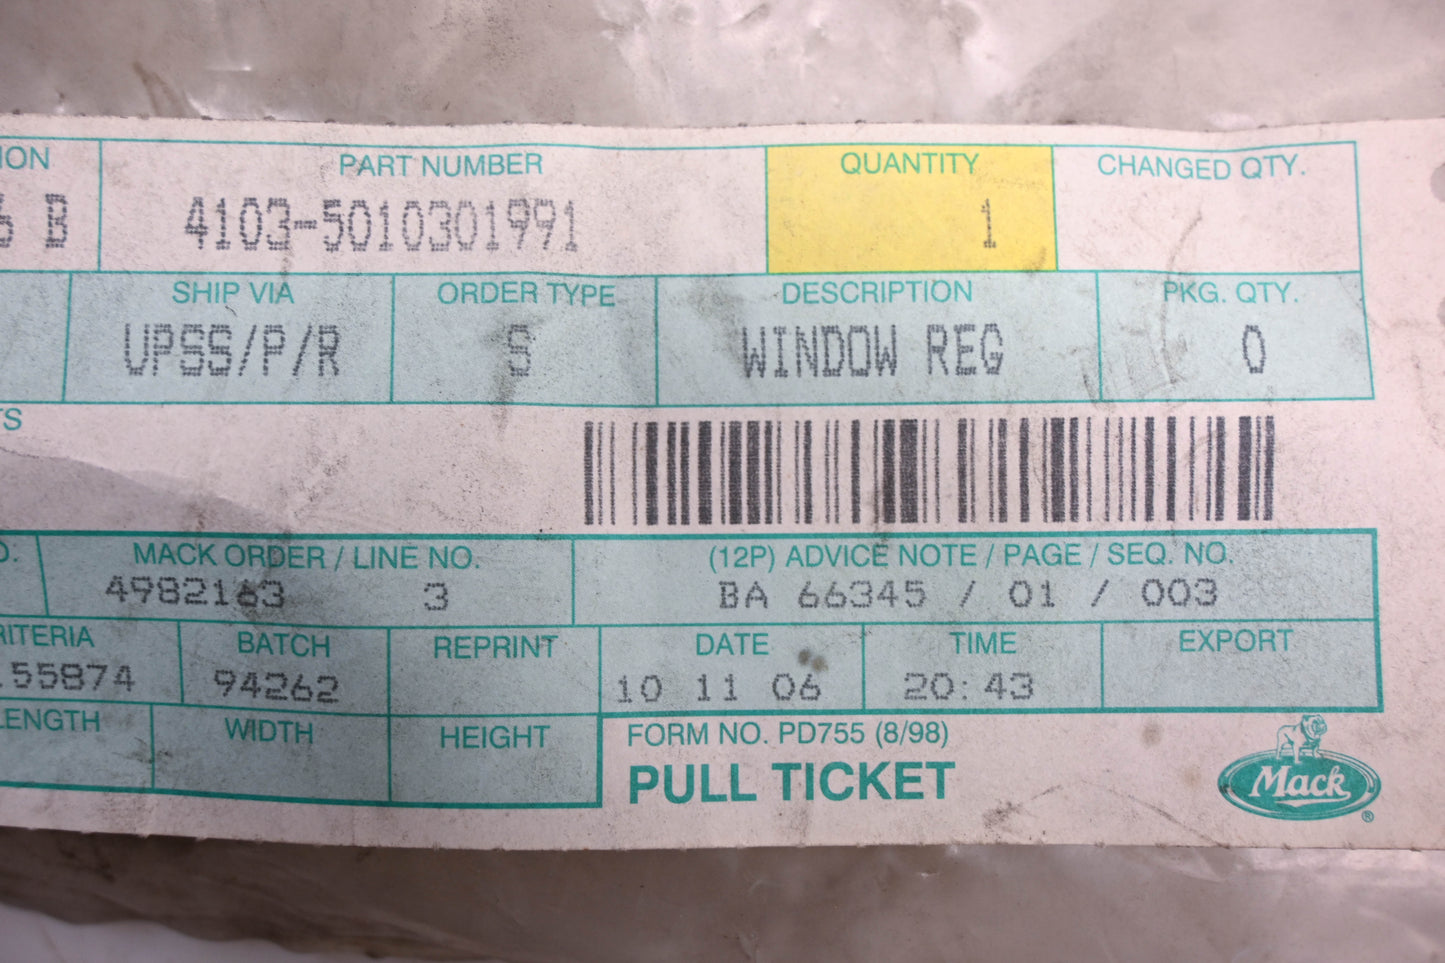 ION PART NUMBER QUANTITY CHANGED QTY.
B 4103-5010301991 1
SHIP VIA ORDER TYPE DESCRIPTION PKG. QTY.
UPSS/P/R S WINDOW REG 0
TS
O. MACK ORDER / LINE NO. (12P) ADVICE NOTE / PAGE / SEQ. NO.
4982163 3 BA 66345 / 01 / 003
RITERIA BATCH REPRINT DATE TIME EXPORT
55874 94262 10 11 06 20:43
LENGTH WIDTH HEIGHT FORM NO. PD755 (8/98)
PULL TICKET
Mack ®